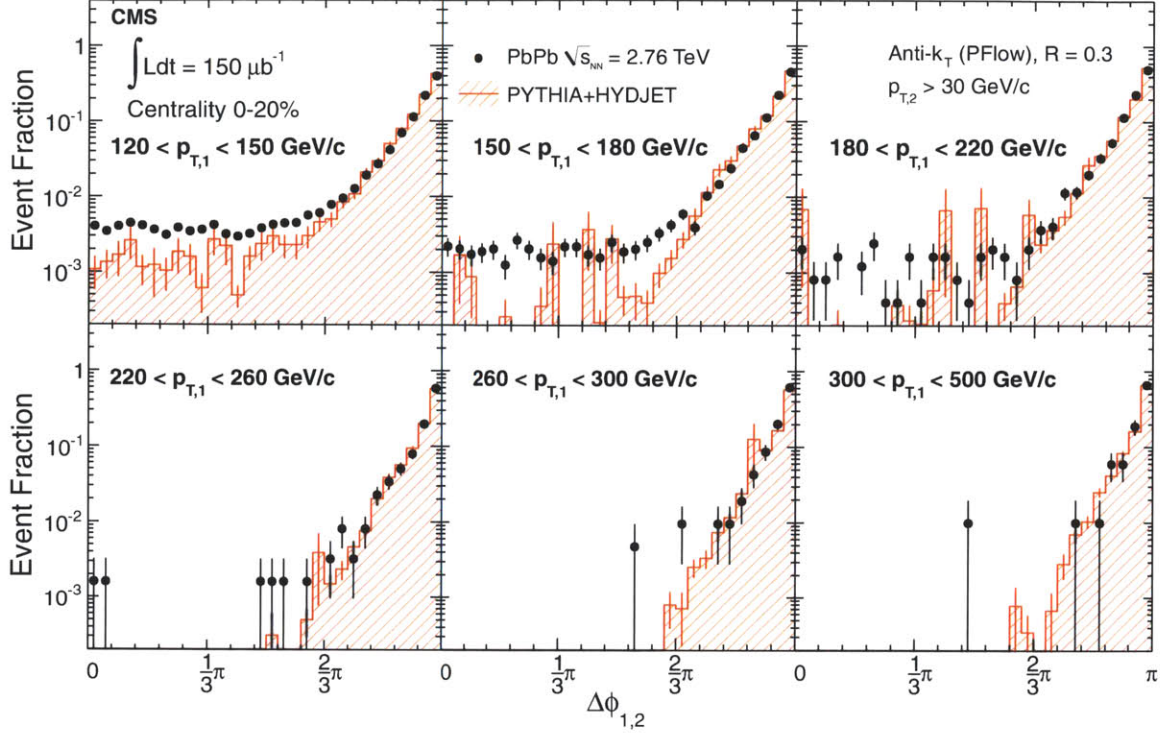 CMS
∫ Ldt = 150 μb⁻¹
Centrality 0-20%
120 < p_T,1 < 150 GeV/c
PbPb √s_NN = 2.76 TeV
PYTHIA+HYDJET
150 < p_T,1 < 180 GeV/c
Anti-k_T (PFlow), R = 0.3
p_T,2 > 30 GeV/c
180 < p_T,1 < 220 GeV/c
Event Fraction
1
10⁻¹
10⁻²
10⁻³
220 < p_T,1 < 260 GeV/c
260 < p_T,1 < 300 GeV/c
300 < p_T,1 < 500 GeV/c
Event Fraction
1
10⁻¹
10⁻²
10⁻³
0 1/3π 2/3π 0 1/3π 2/3π 0 1/3π 2/3π π
Δϕ_1,2